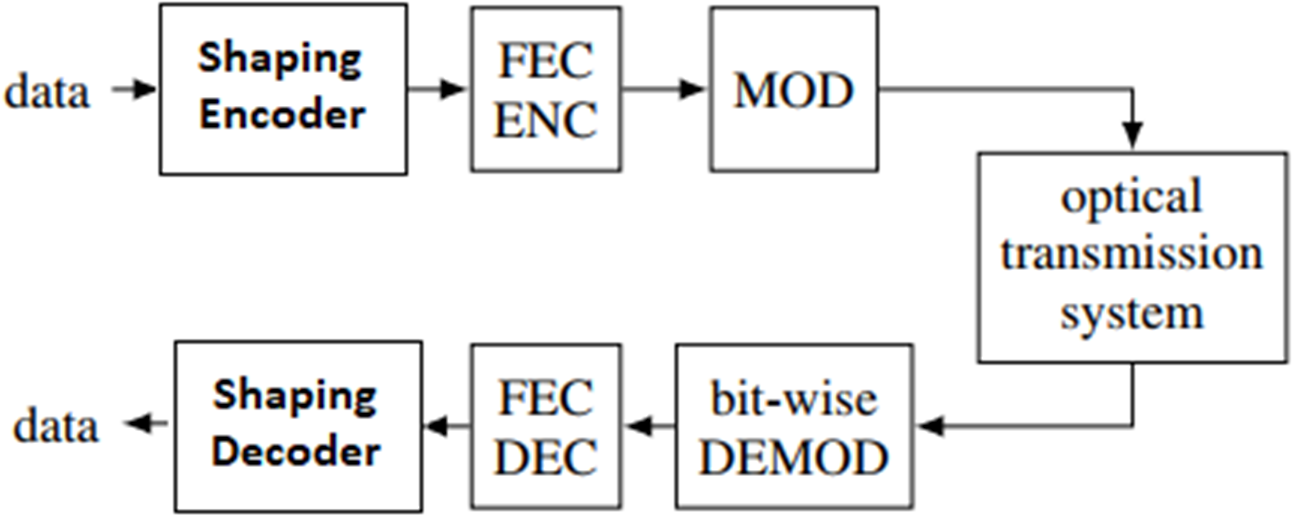 data
Shaping
Encoder
FEC
ENC
MOD
optical
transmission
system
data
Shaping
Decoder
FEC
DEC
bit-wise
DEMOD